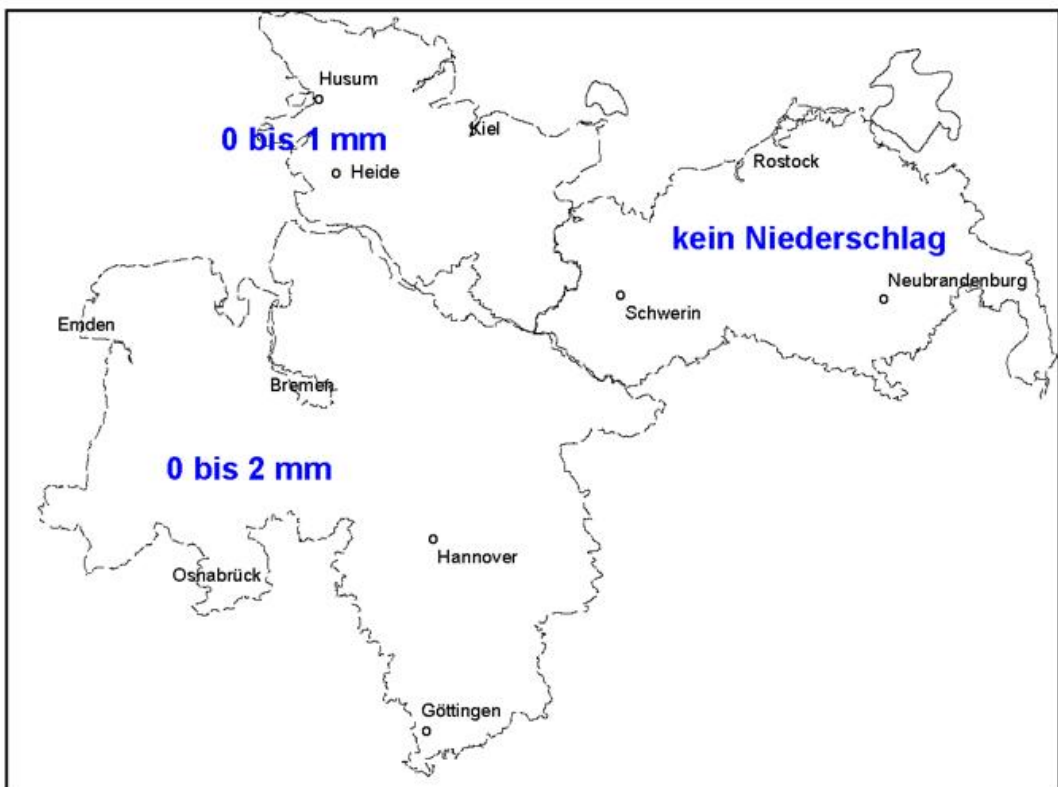 Husum
Kiel
0 bis 1 mm
Heide
Rostock
kein Niederschlag
Neubrandenburg
Schwerin
Emden
Bremen
0 bis 2 mm
Hannover
Osnabrück
Göttingen